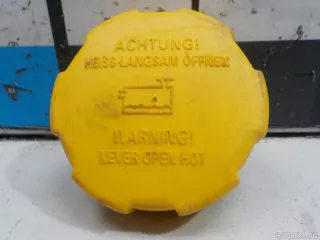 ACHTUNG!
HEISS-LANGSAM ÖFFNEN!
WARNING!
NEVER OPEN HOT